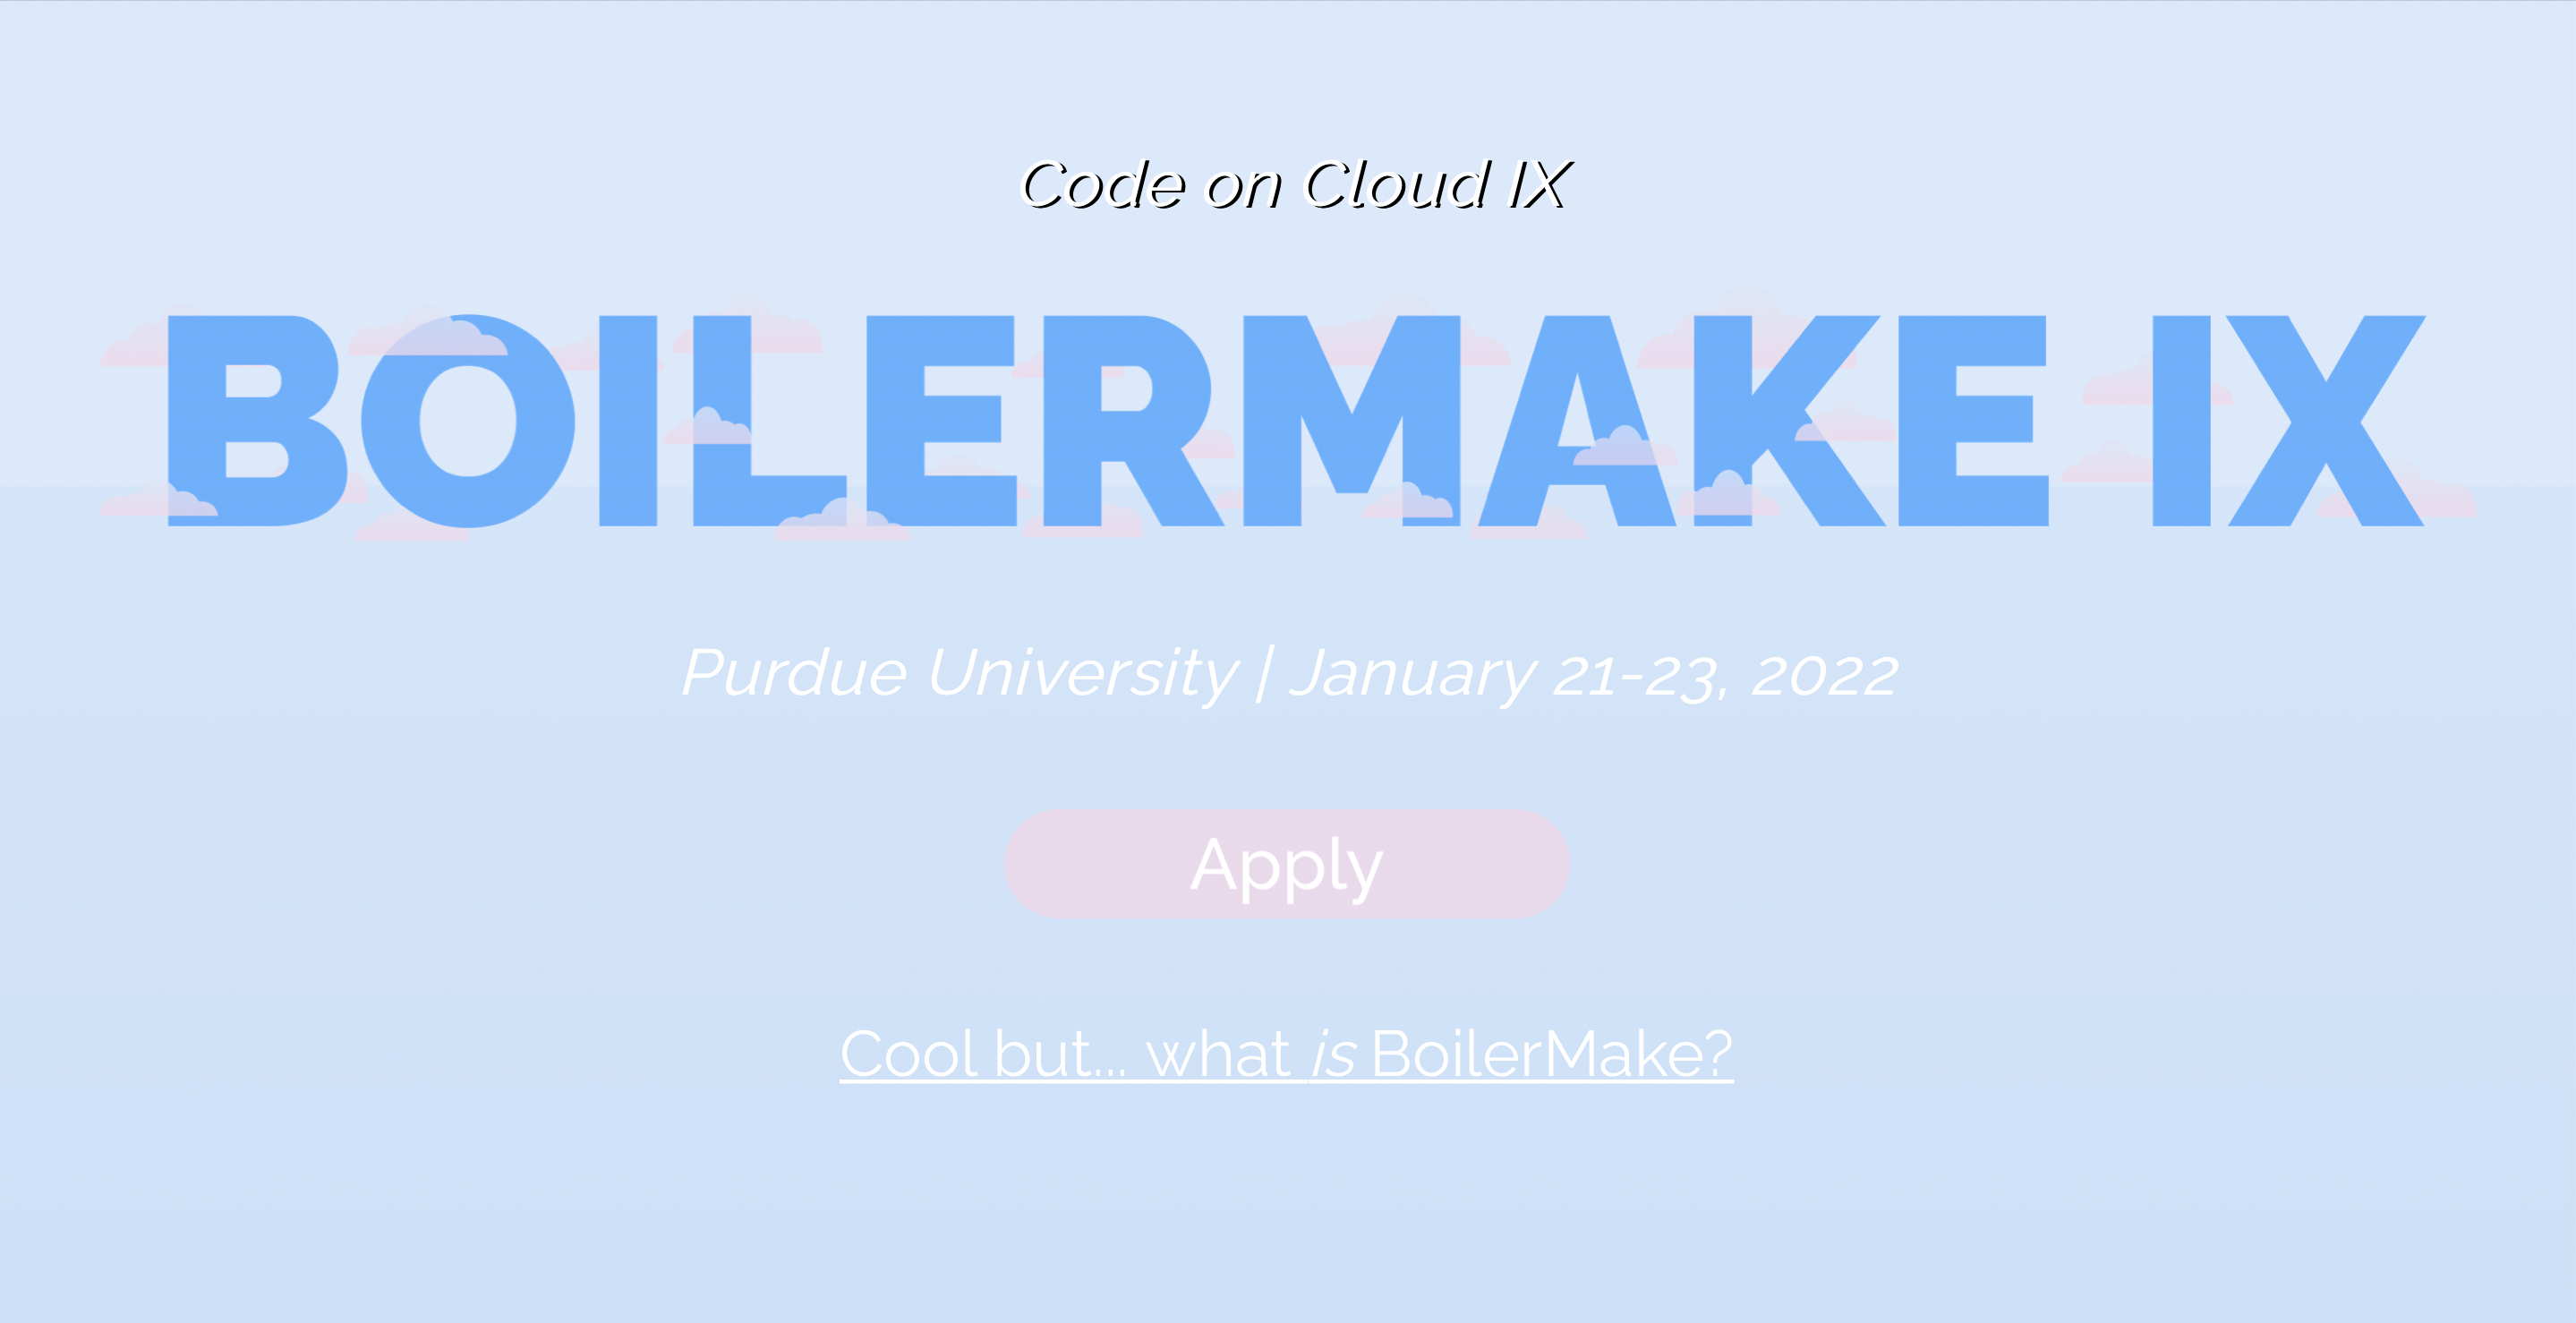 Code on Cloud IX
BOILERMAKE IX
Purdue University | January 21-23, 2022
Apply
Cool but... what is BoilerMake?